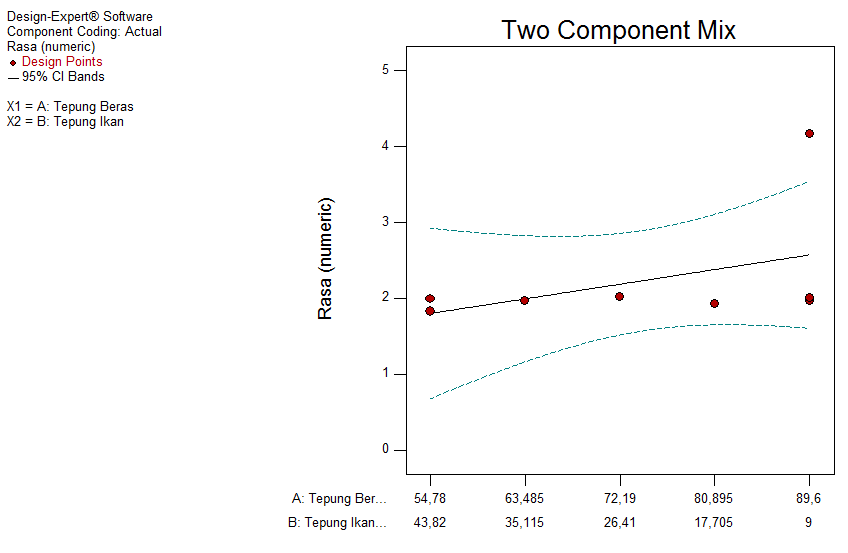 Design-Expert® Software
Component Coding: Actual
Rasa (numeric)
Design Points
95% CI Bands
X1 = A: Tepung Beras
X2 = B: Tepung Ikan
Two Component Mix
Rasa (numeric)
5
4
3
2
1
0
A: Tepung Ber... 54,78 63,485 72,19 80,895 89,6
B: Tepung Ikan... 43,82 35,115 26,41 17,705 9